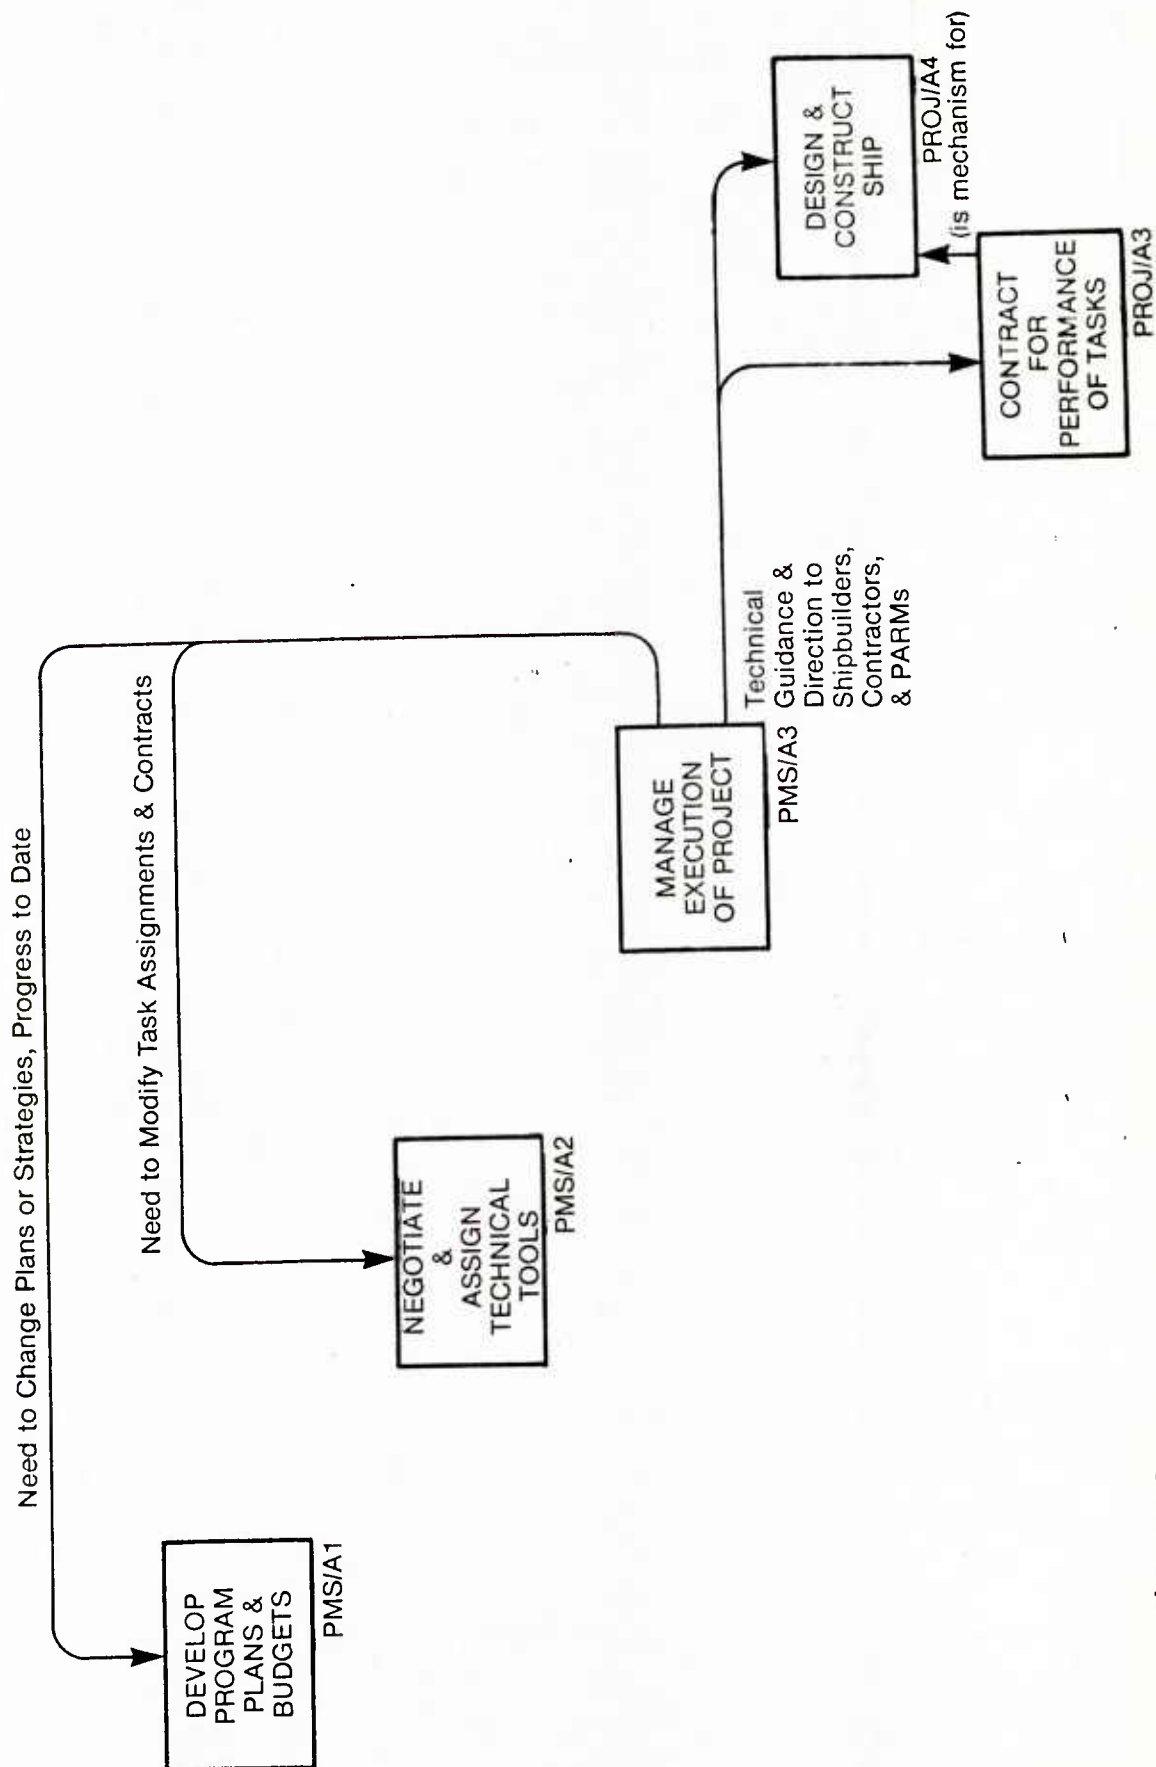 Need to Change Plans or Strategies, Progress to Date
Need to Modify Task Assignments & Contracts
DEVELOP
PROGRAM
PLANS &
BUDGETS
PMS/A1
NEGOTIATE
&
ASSIGN
TECHNICAL
TOOLS
PMS/A2
MANAGE
EXECUTION
OF PROJECT
PMS/A3
Technical
Guidance &
Direction to
Shipbuilders,
Contractors,
& PARMs
DESIGN &
CONSTRUCT
SHIP
PROJ/A4
(is mechanism for)
CONTRACT
FOR
PERFORMANCE
OF TASKS
PROJ/A3